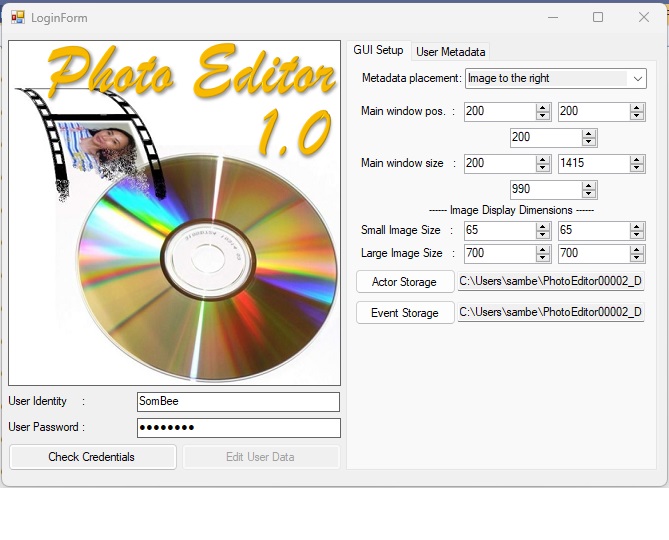 LoginForm
Photo Editor
1.0
User Identity :
SomBee
User Password :
●●●●●●●●
Check Credentials
Edit User Data
GUI Setup
User Metadata
Metadata placement:
Image to the right
Main window pos. :
200
200
200
Main window size :
200
1415
990
------ Image Display Dimensions ------
Small Image Size :
65
65
Large Image Size :
700
700
Actor Storage
C:\Users\sambe\PhotoEditor00002_D
Event Storage
C:\Users\sambe\PhotoEditor00002_D